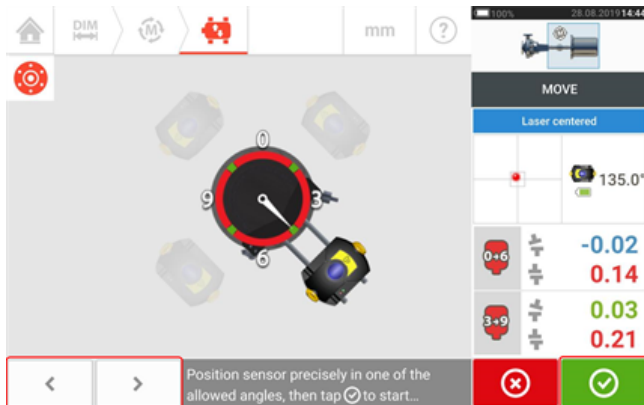 DIM
M
mm
?
100%
28.08.2019 14:44
MOVE
Laser centered
135.0°
0
9
3
6
0+6
-0.02
0.14
3+9
0.03
0.21
Position sensor precisely in one of the
allowed angles, then tap to start...